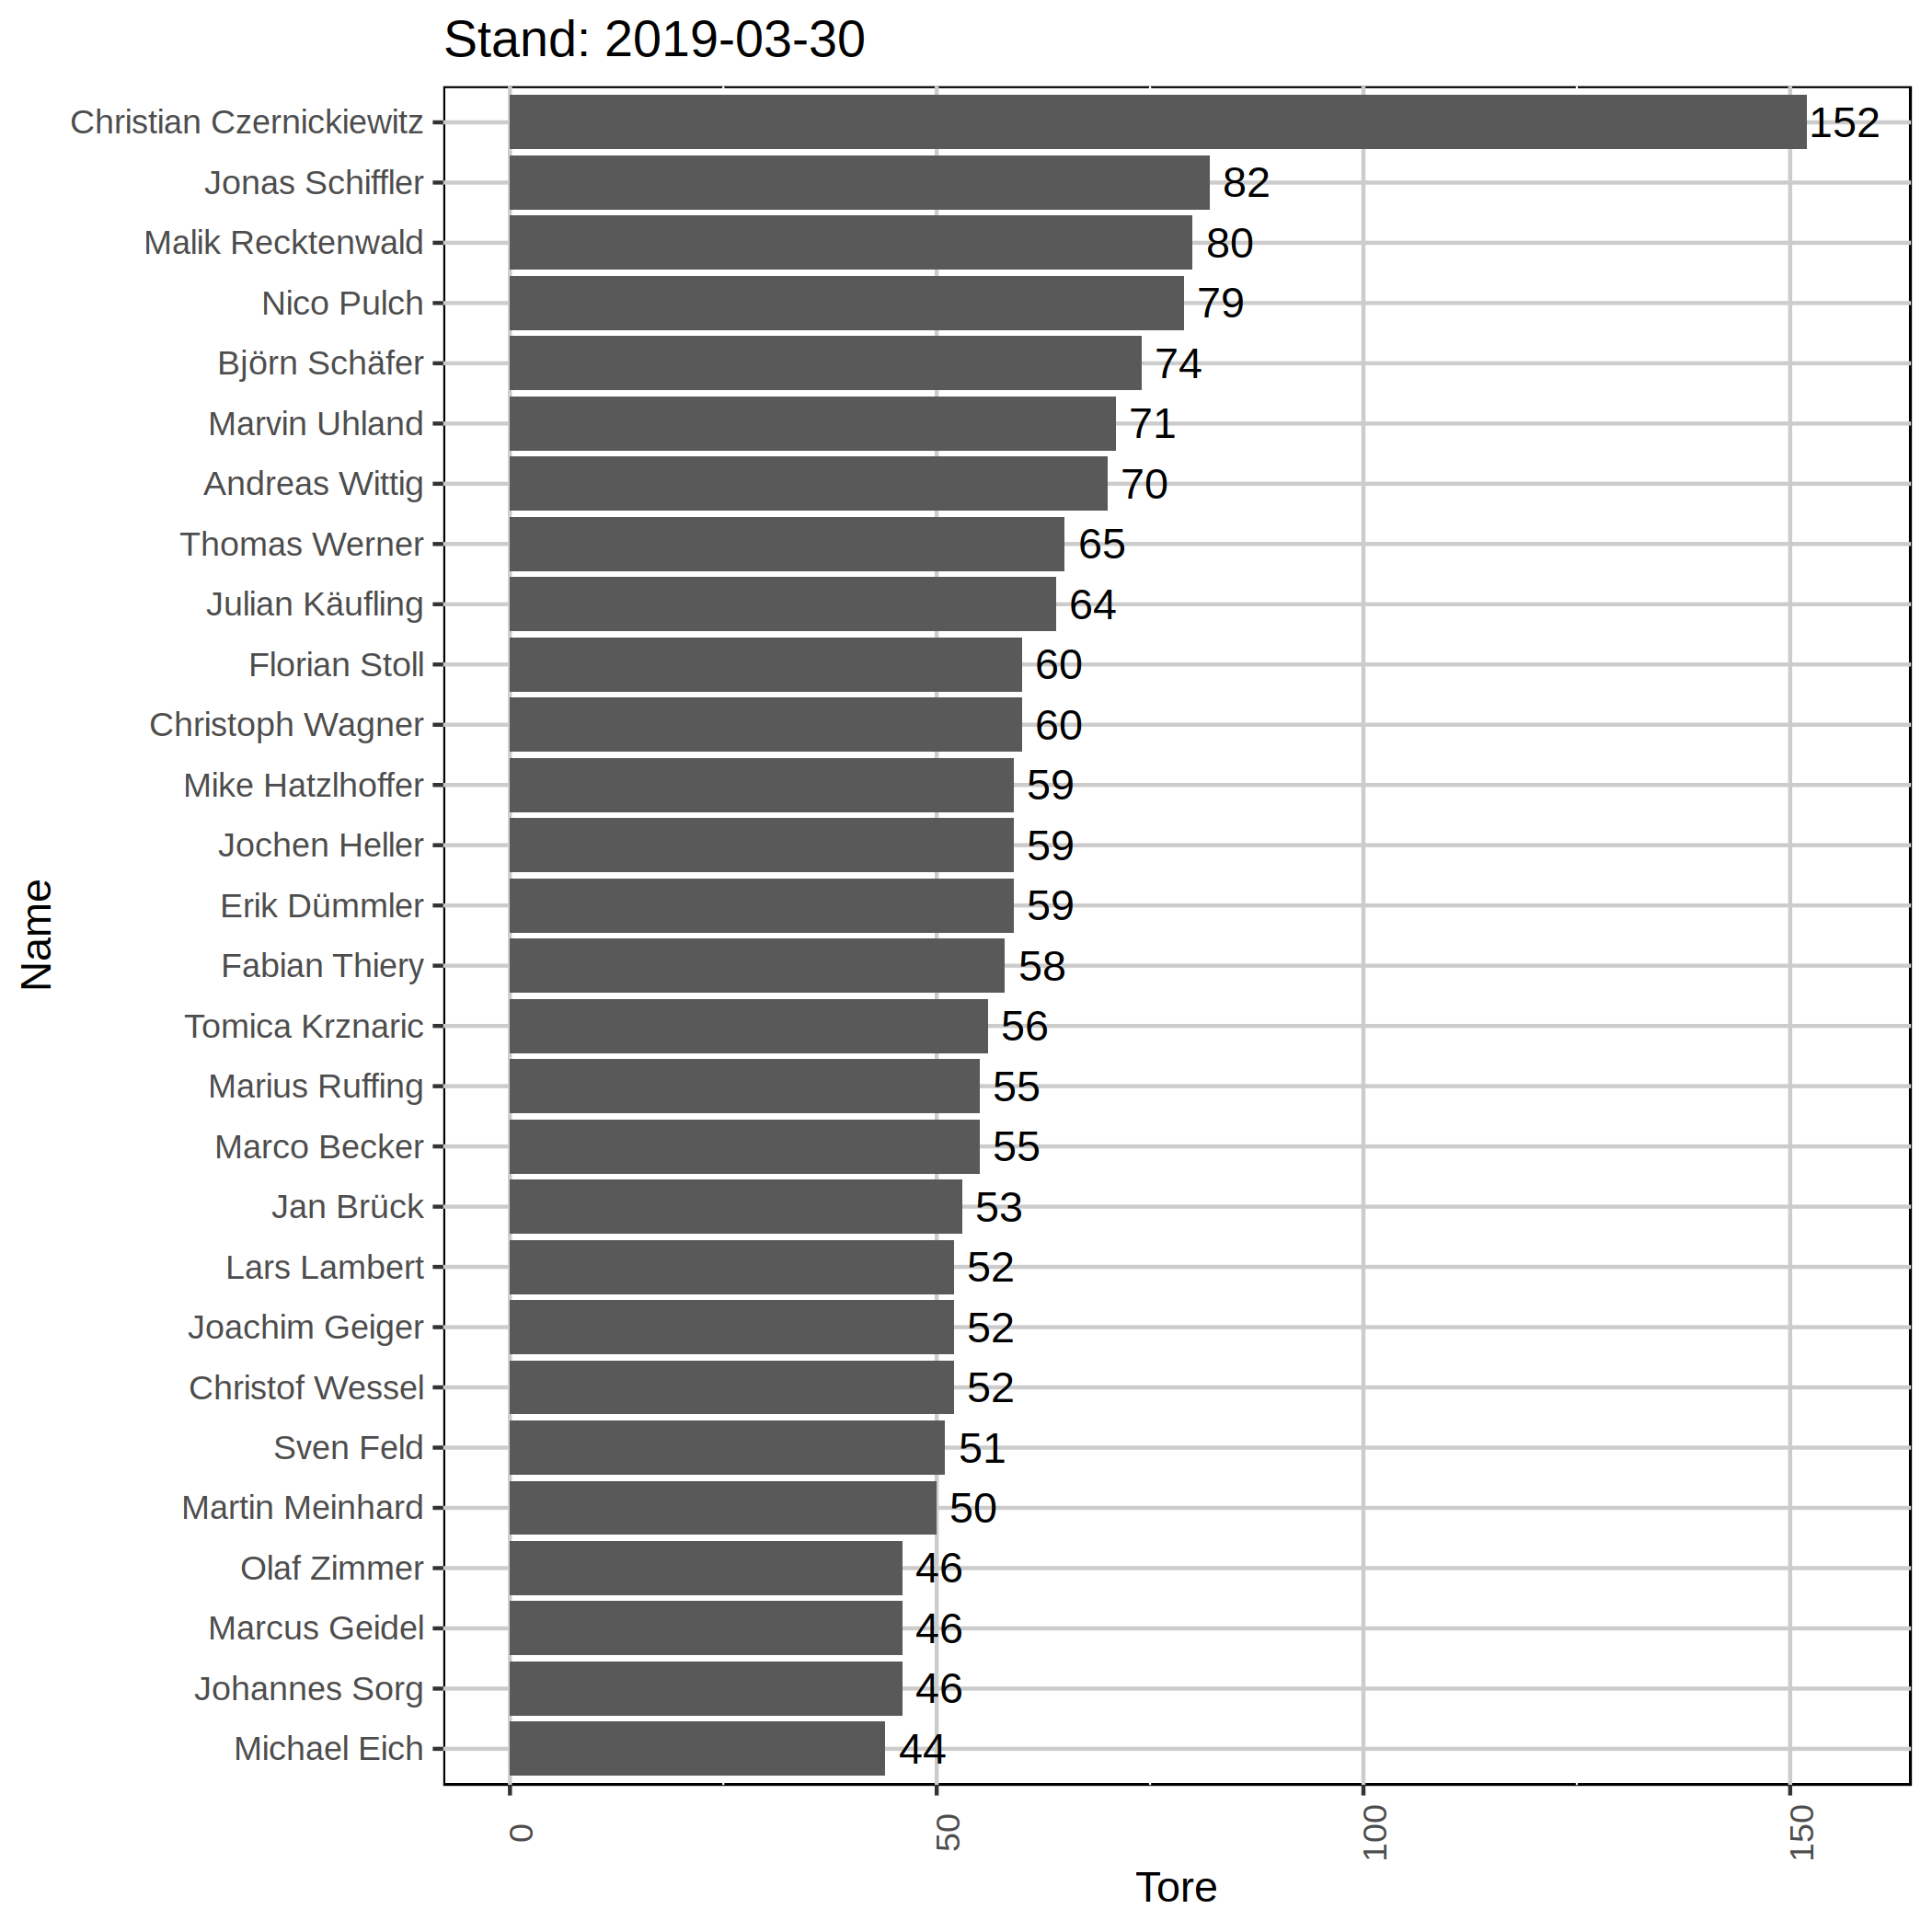 Stand: 2019-03-30
Christian Czernickiewitz 152
Jonas Schiffler 82
Malik Recktenwald 80
Nico Pulch 79
Björn Schäfer 74
Marvin Uhland 71
Andreas Wittig 70
Thomas Werner 65
Julian Käufling 64
Florian Stoll 60
Christoph Wagner 60
Mike Hatzlhoffer 59
Jochen Heller 59
Erik Dümmler 59
Fabian Thiery 58
Tomica Krznaric 56
Marius Ruffing 55
Marco Becker 55
Jan Brück 53
Lars Lambert 52
Joachim Geiger 52
Christof Wessel 52
Sven Feld 51
Martin Meinhard 50
Olaf Zimmer 46
Marcus Geidel 46
Johannes Sorg 46
Michael Eich 44
Name
0 50 100 150
Tore